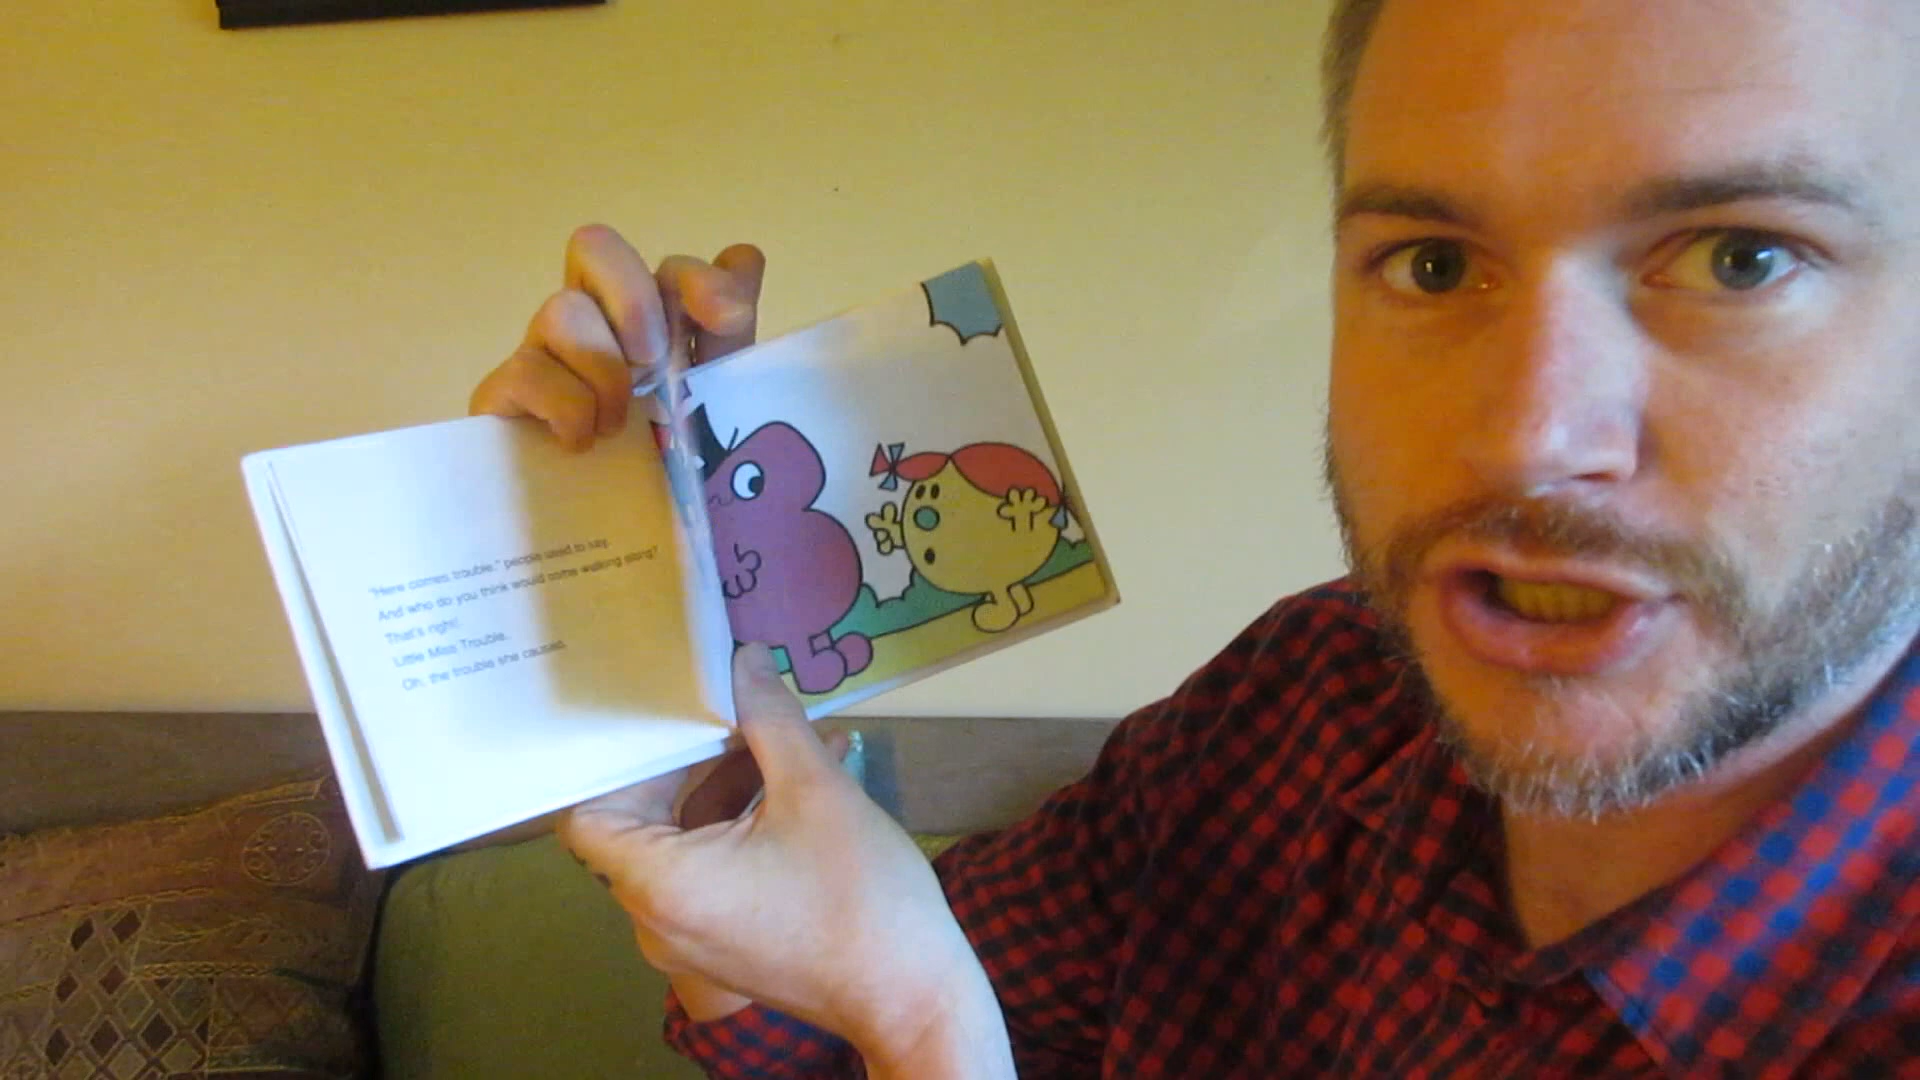 "Here comes trouble," people used to say.
And who do you think would come walking along?
That's right!
Little Miss Trouble.
Oh, the trouble she caused.